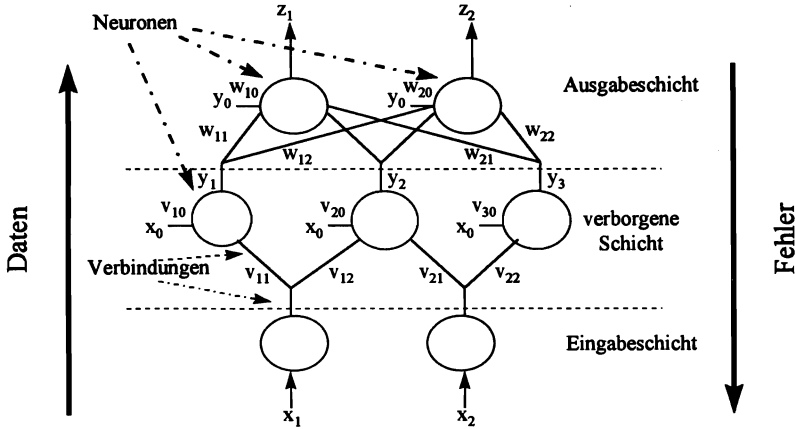 Neuronen
z1
z2
Ausgabeschicht
w10
w20
y0
y0
w11
w12
w21
w22
y1
y2
y3
v10
v20
v30
x0
x0
x0
verborgene
Schicht
Daten
Fehler
Verbindungen
v11
v12
v21
v22
Eingabeschicht
x1
x2